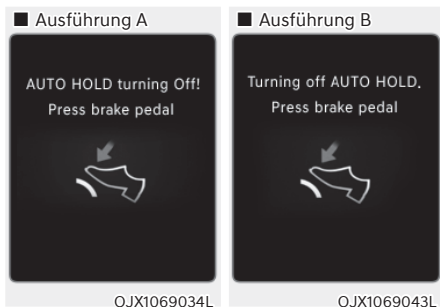 ■ Ausführung A
AUTO HOLD turning Off!
Press brake pedal
OJX1069034L
■ Ausführung B
Turning off AUTO HOLD.
Press brake pedal
OJX1069043L